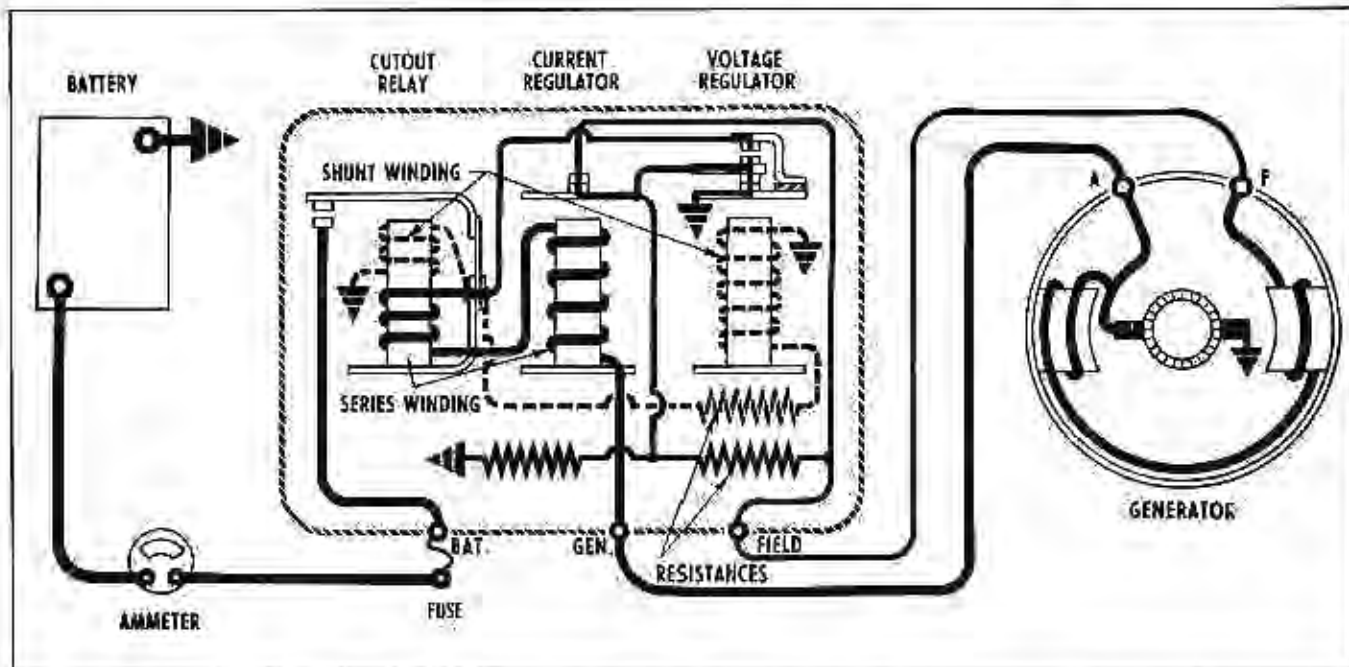 BATTERY
CUTOUT
RELAY
CURRENT
REGULATOR
VOLTAGE
REGULATOR
SHUNT WINDING
A
F
SERIES WINDING
BAT.
GEN.
FIELD
RESISTANCES
GENERATOR
AMMETER
FUSE